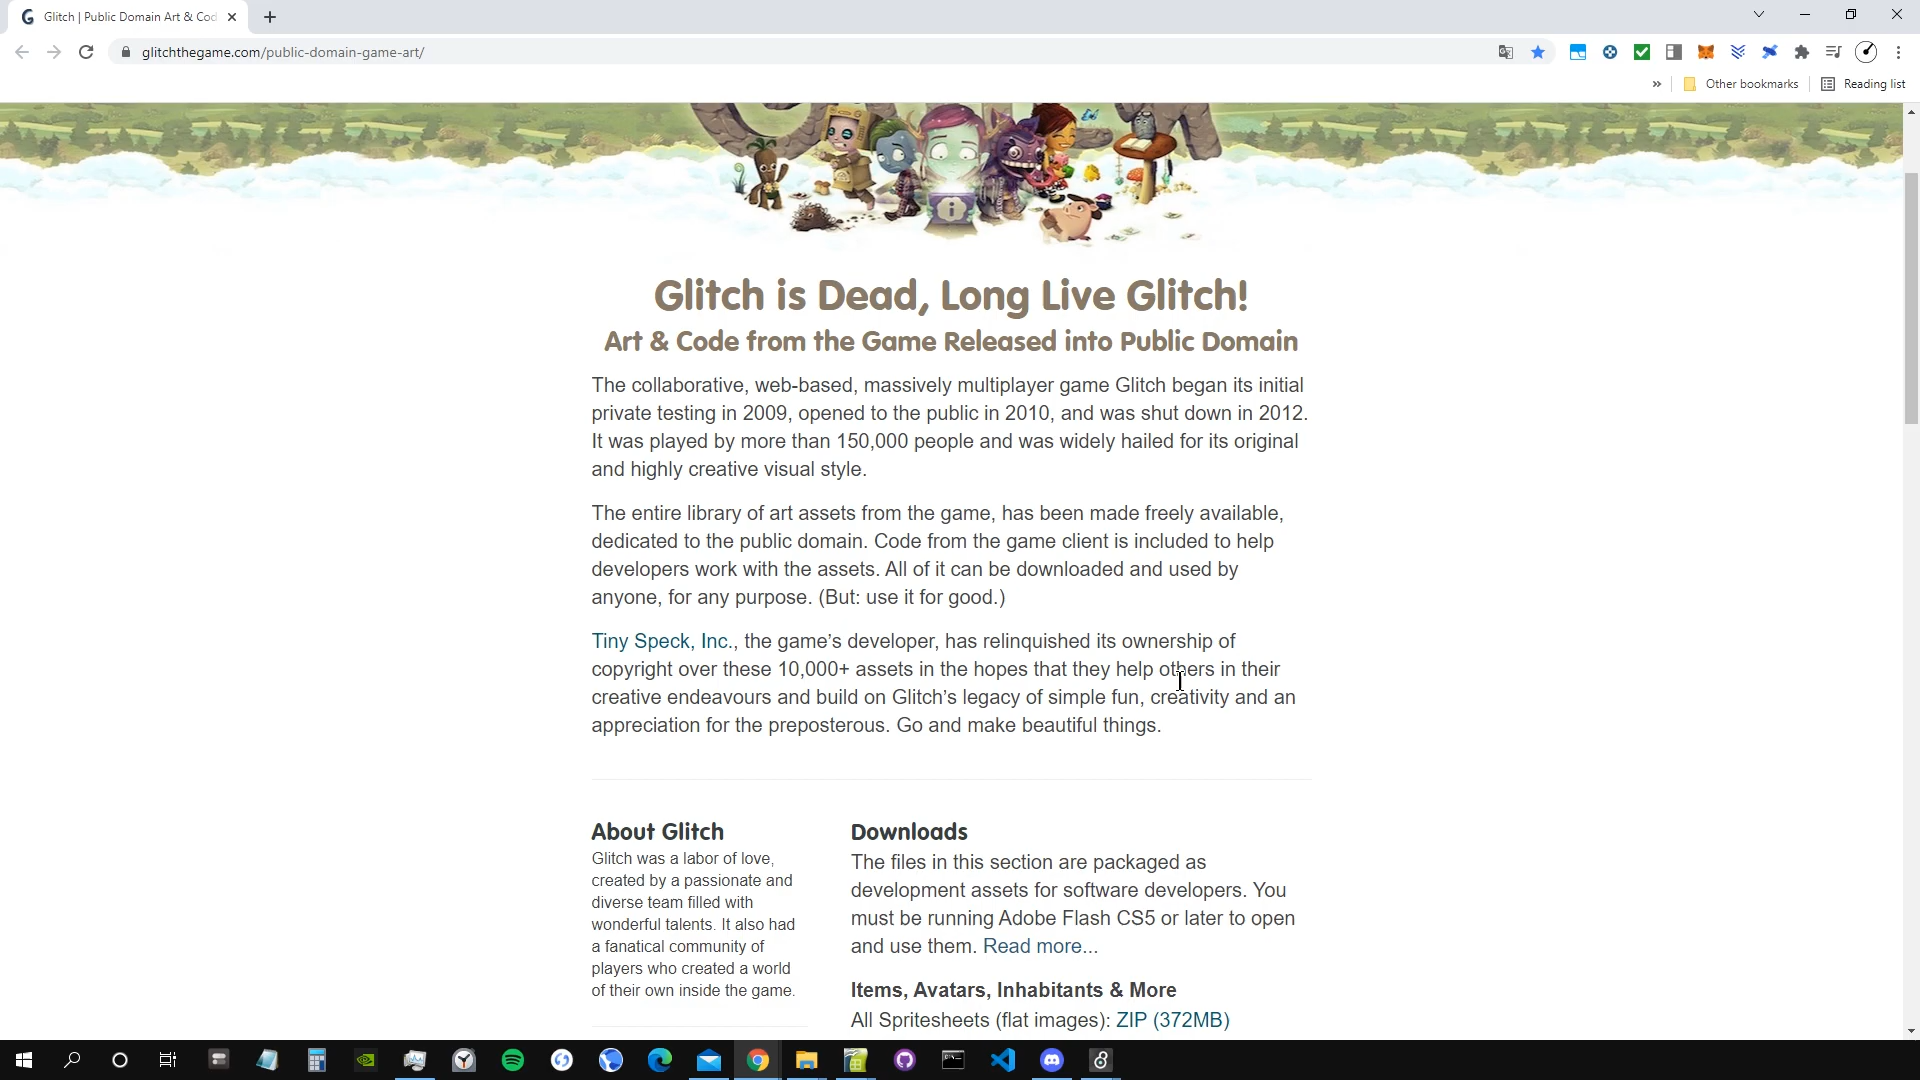 Glitch | Public Domain Art & Cod
glitchthegame.com/public-domain-game-art/
Other bookmarks
Reading list
Glitch is Dead, Long Live Glitch!
Art & Code from the Game Released into Public Domain
The collaborative, web-based, massively multiplayer game Glitch began its initial
private testing in 2009, opened to the public in 2010, and was shut down in 2012.
It was played by more than 150,000 people and was widely hailed for its original
and highly creative visual style.
The entire library of art assets from the game, has been made freely available,
dedicated to the public domain. Code from the game client is included to help
developers work with the assets. All of it can be downloaded and used by
anyone, for any purpose. (But: use it for good.)
Tiny Speck, Inc., the game’s developer, has relinquished its ownership of
copyright over these 10,000+ assets in the hopes that they help others in their
creative endeavours and build on Glitch’s legacy of simple fun, creativity and an
appreciation for the preposterous. Go and make beautiful things.
About Glitch
Glitch was a labor of love,
created by a passionate and
diverse team filled with
wonderful talents. It also had
a fanatical community of
players who created a world
of their own inside the game.
Downloads
The files in this section are packaged as
development assets for software developers. You
must be running Adobe Flash CS5 or later to open
and use them. Read more...
Items, Avatars, Inhabitants & More
All Spritesheets (flat images): ZIP (372MB)